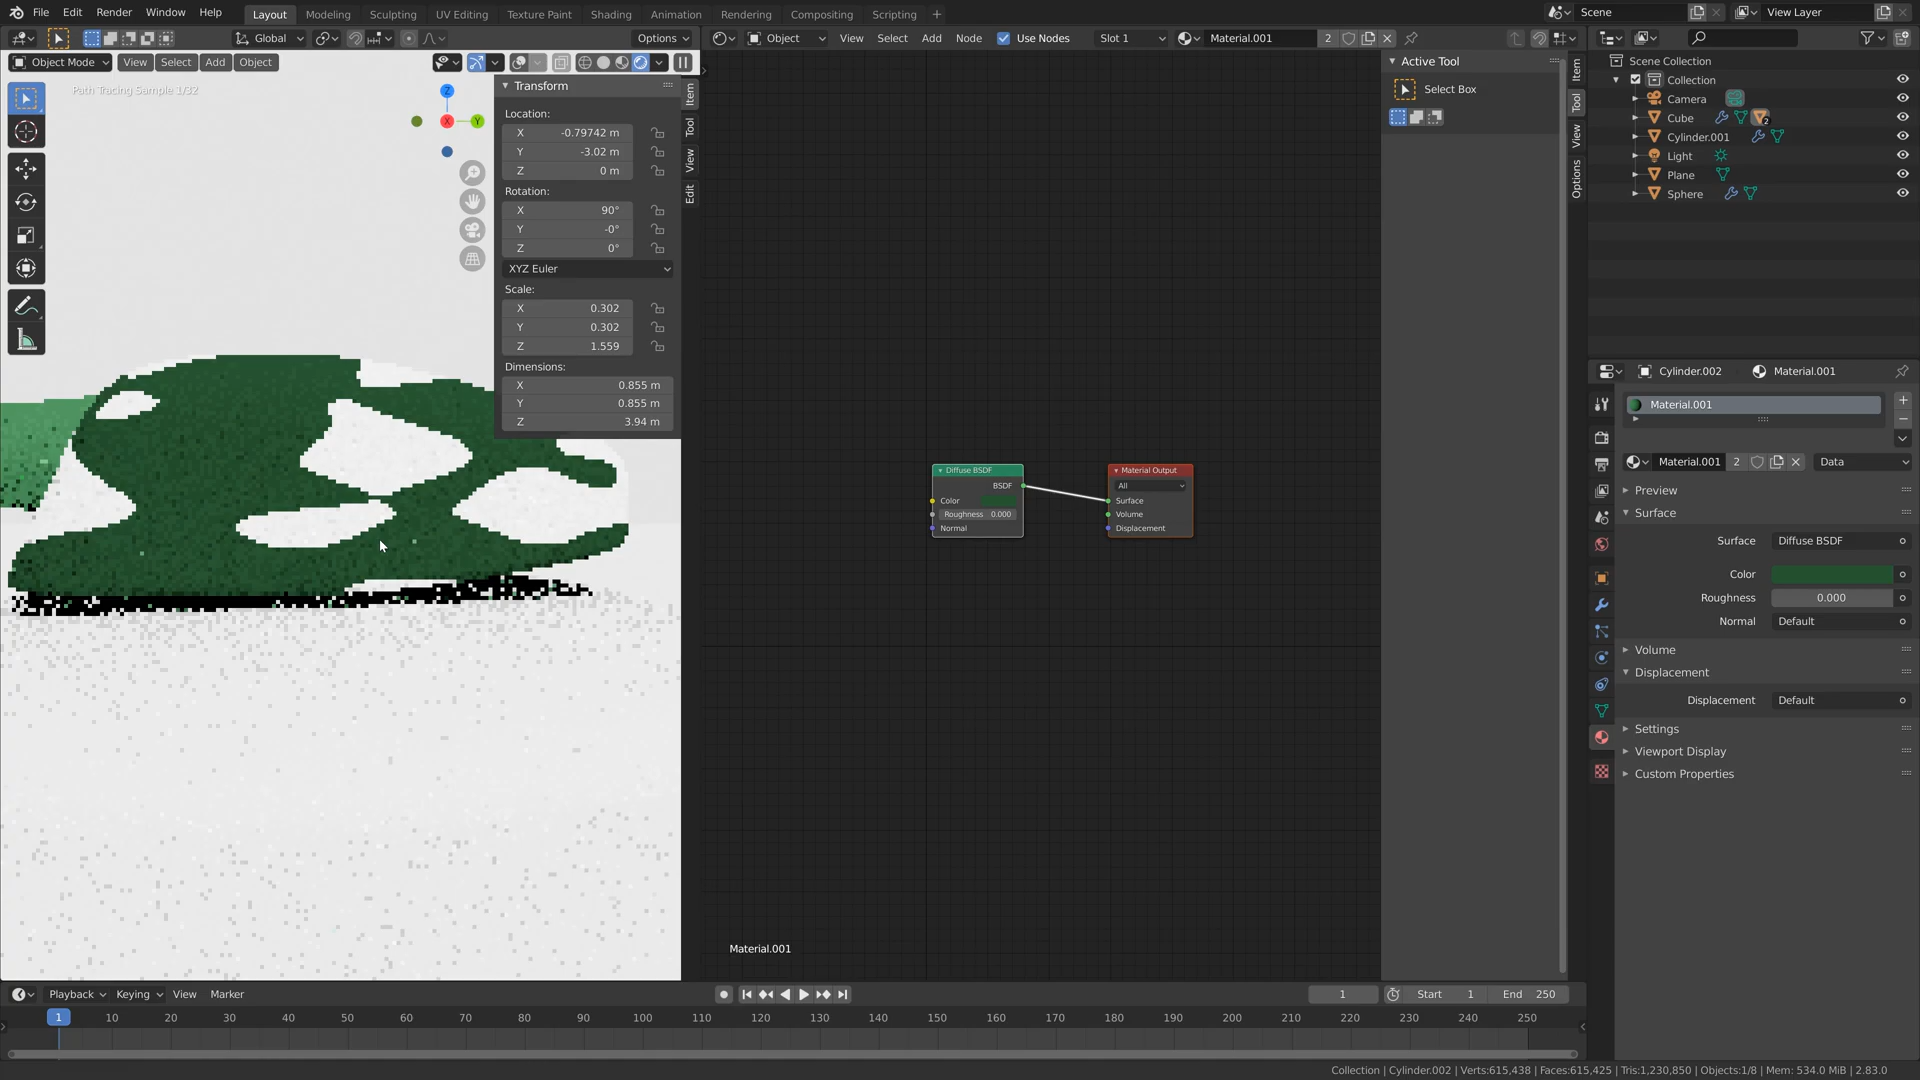 File Edit Render Window Help
Layout Modeling Sculpting UV Editing Texture Paint Shading Animation Rendering Compositing Scripting +
Scene
View Layer
Global
Options
Object
View Select Add Node Use Nodes
Slot 1
Material.001 2
Object Mode View Select Add Object
Path Tracing Sample 1/32
Z
X
Y
Transform
Location:
X -0.79742 m
Y -3.02 m
Z 0 m
Rotation:
X 90°
Y -0°
Z 0°
XYZ Euler
Scale:
X 0.302
Y 0.302
Z 1.559
Dimensions:
X 0.855 m
Y 0.855 m
Z 3.94 m
Item
Tool
View
Edit
Diffuse BSDF
BSDF
Color
Roughness 0.000
Normal
Material Output
All
Surface
Volume
Displacement
Material.001
Active Tool
Select Box
Item
Tool
View
Options
Scene Collection
Collection
Camera
Cube 2
Cylinder.001
Light
Plane
Sphere
Cylinder.002 Material.001
Material.001
Material.001 2 Data
Preview
Surface
Surface Diffuse BSDF
Color
Roughness 0.000
Normal Default
Volume
Displacement
Displacement Default
Settings
Viewport Display
Custom Properties
Playback Keying View Marker
1 Start 1 End 250
1 10 20 30 40 50 60 70 80 90 100 110 120 130 140 150 160 170 180 190 200 210 220 230 240 250
Collection | Cylinder.002 | Verts:615,438 | Faces:615,425 | Tris:1,230,850 | Objects:1/8 | Mem: 534.0 MiB | 2.83.0